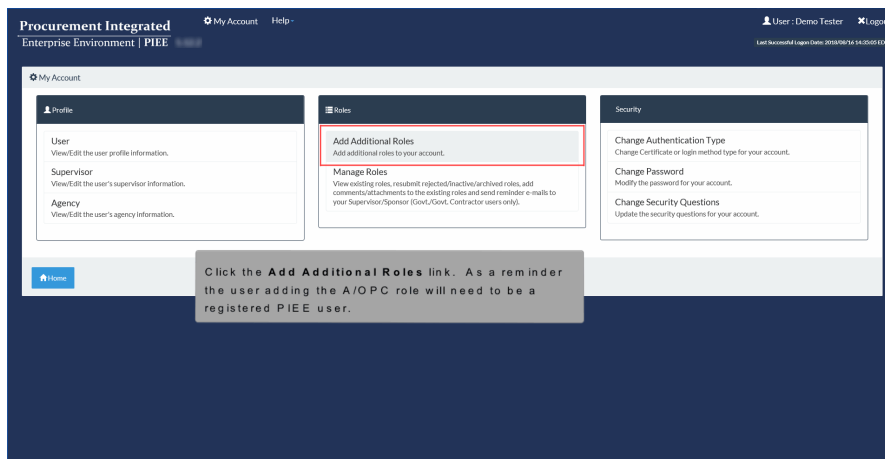 Procurement Integrated
Enterprise Environment | PIEE
My Account
Help
User : Demo Tester
Logon
Last Successful Logon Date: 2018/08/16 14:35:05 ED
My Account
Profile
User
View/Edit the user profile information.
Supervisor
View/Edit the user's supervisor information.
Agency
View/Edit the user's agency information.
Roles
Add Additional Roles
Add additional roles to your account.
Manage Roles
View existing roles, resubmit rejected/inactive/archived roles, add
comments/attachments to the existing roles and send reminder e-mails to
your Supervisor/Sponsor (Govt./Govt. Contractor users only).
Security
Change Authentication Type
Change Certificate or login method type for your account.
Change Password
Modify the password for your account.
Change Security Questions
Update the security questions for your account.
Home
Click the Add Additional Roles link. As a reminder
the user adding the A/OPC role will need to be a
registered PIEE user.